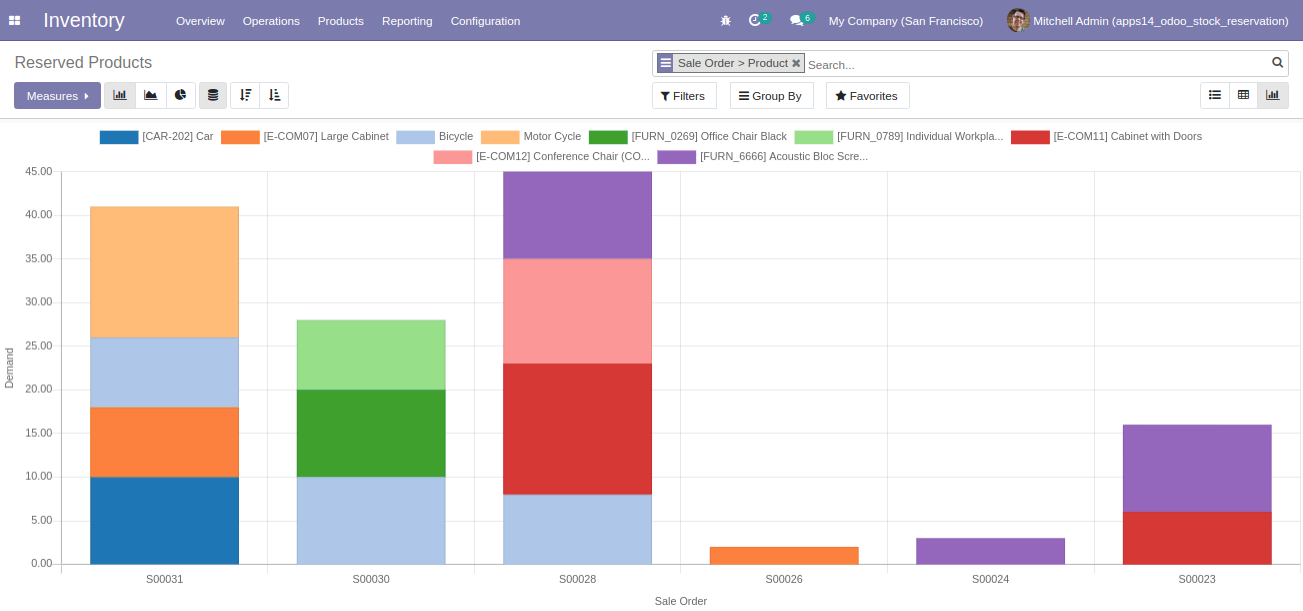 Inventory Overview Operations Products Reporting Configuration 2 6 My Company (San Francisco) Mitchell Admin (apps14_odoo_stock_reservation)
Reserved Products Sale Order > Product Search...
Measures Filters Group By Favorites
[CAR-202] Car [E-COM07] Large Cabinet Bicycle Motor Cycle [FURN_0269] Office Chair Black [FURN_0789] Individual Workpla... [E-COM11] Cabinet with Doors
[E-COM12] Conference Chair (CO... [FURN_6666] Acoustic Bloc Scre...
45.00
40.00
35.00
30.00
25.00
20.00
15.00
10.00
5.00
0.00
Demand
S00031 S00030 S00028 S00026 S00024 S00023
Sale Order